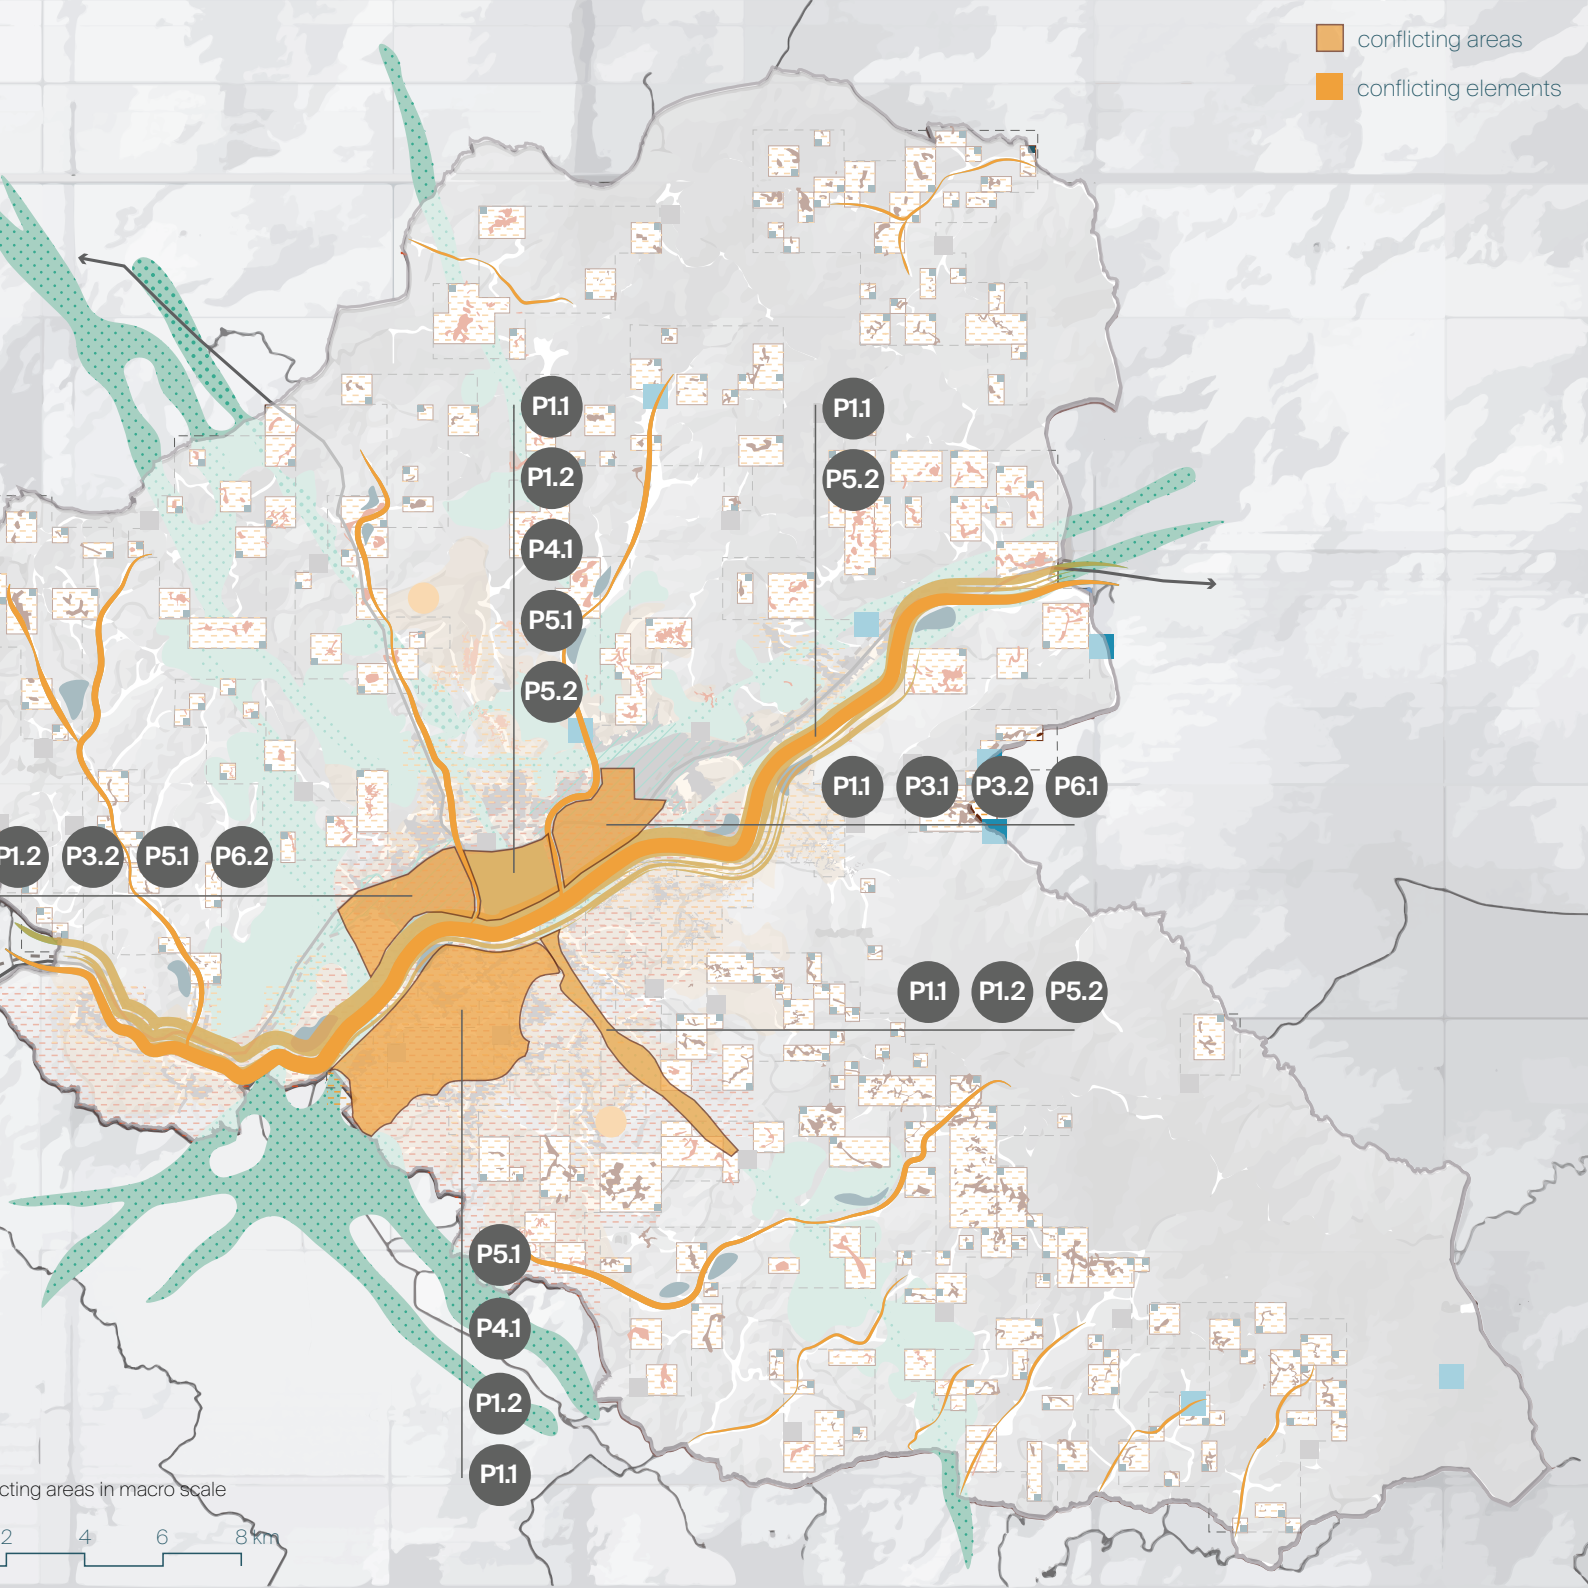 conflicting areas
conflicting elements
P1.1
P1.2
P4.1
P5.1
P5.2
P1.1
P5.2
P1.1 P3.1 P3.2 P6.1
P1.2 P3.2 P5.1 P6.2
P1.1 P1.2 P5.2
P5.1
P4.1
P1.2
P1.1
cting areas in macro scale
2 4 6 8 km